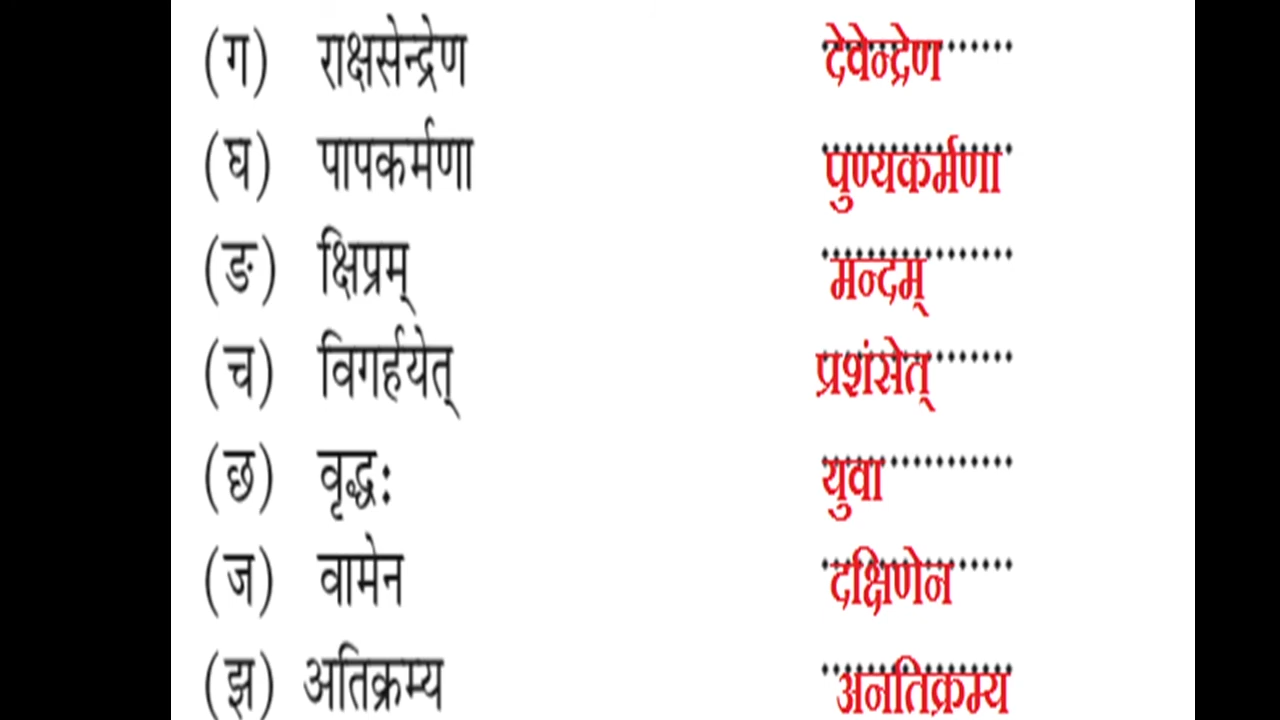 (ग) राक्षसेन्द्रेण ................ देवेन्द्रेण
(घ) पापकर्मणा ................ पुण्यकर्मणा
(ङ) क्षिप्रम् ................ मन्दम्
(च) विगर्हयेत् ................ प्रशंसेत्
(छ) वृद्धः ................ युवा
(ज) वामेन ................ दक्षिणेन
(झ) अतिक्रम्य ................ अनतिक्रम्य